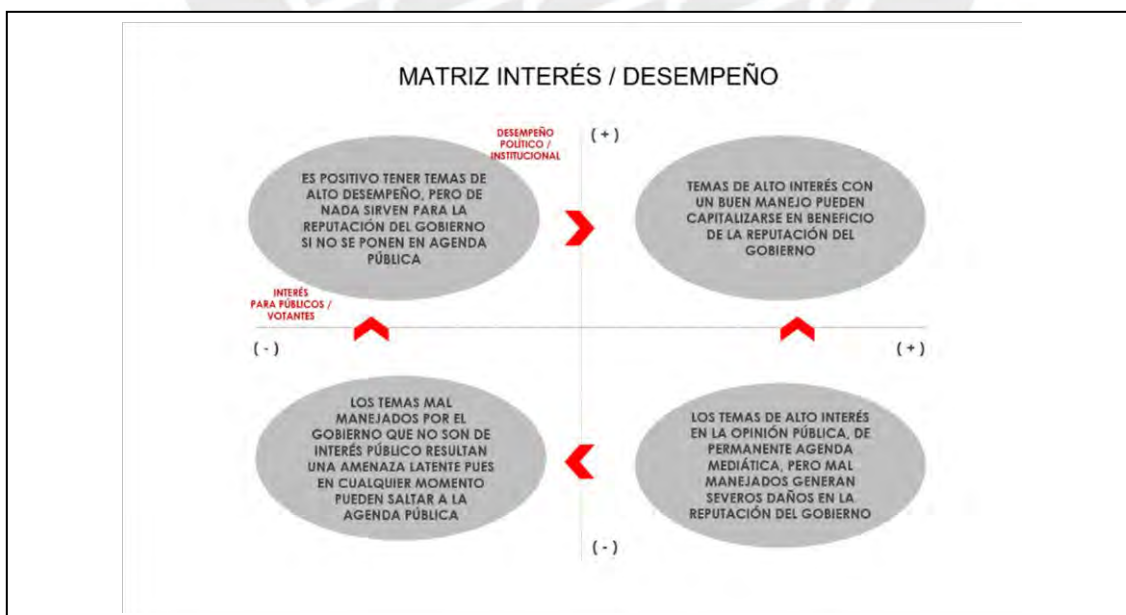 MATRIZ INTERÉS / DESEMPEÑO
DESEMPEÑO
POLÍTICO /
INSTITUCIONAL
( + )
ES POSITIVO TENER TEMAS DE
ALTO DESEMPEÑO, PERO DE
NADA SIRVEN PARA LA
REPUTACIÓN DEL GOBIERNO
SI NO SE PONEN EN AGENDA
PÚBLICA
TEMAS DE ALTO INTERÉS CON
UN BUEN MANEJO PUEDEN
CAPITALIZARSE EN BENEFICIO
DE LA REPUTACIÓN DEL
GOBIERNO
INTERÉS
PARA PÚBLICOS /
VOTANTES
( - )
( + )
LOS TEMAS MAL
MANEJADOS POR EL
GOBIERNO QUE NO SON DE
INTERÉS PÚBLICO RESULTAN
UNA AMENAZA LATENTE PUES
EN CUALQUIER MOMENTO
PUEDEN SALTAR A LA
AGENDA PÚBLICA
LOS TEMAS DE ALTO INTERÉS
EN LA OPINIÓN PÚBLICA, DE
PERMANENTE AGENDA
MEDIÁTICA, PERO MAL
MANEJADOS GENERAN
SEVEROS DAÑOS EN LA
REPUTACIÓN DEL GOBIERNO
( - )